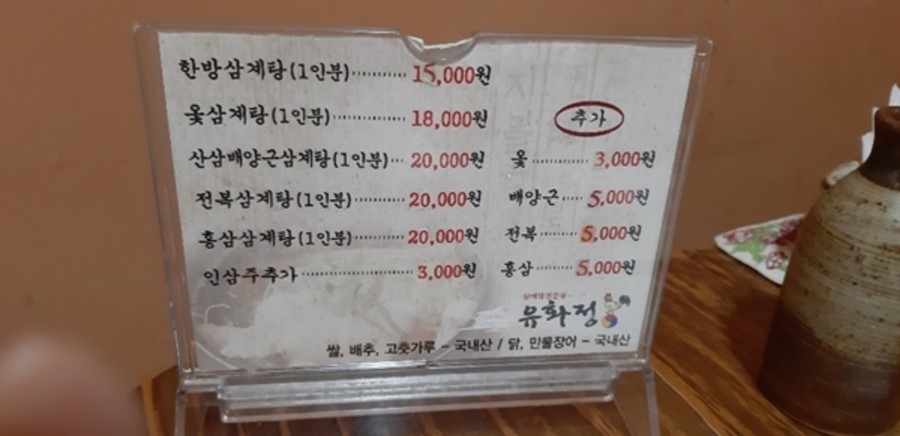 한방삼계탕(1인분)············ 15,000원
옻삼계탕(1인분)·················· 18,000원
산삼배양근삼계탕(1인분)··· 20,000원
전복삼계탕(1인분)············ 20,000원
홍삼삼계탕(1인분)············ 20,000원
인삼주추가························ 3,000원
추가
옻············ 3,000원
배양근····· 5,000원
전복·········· 5,000원
홍삼·········· 5,000원
유황정
쌀, 배추, 고춧가루 - 국내산 / 닭, 민물장어 - 국내산